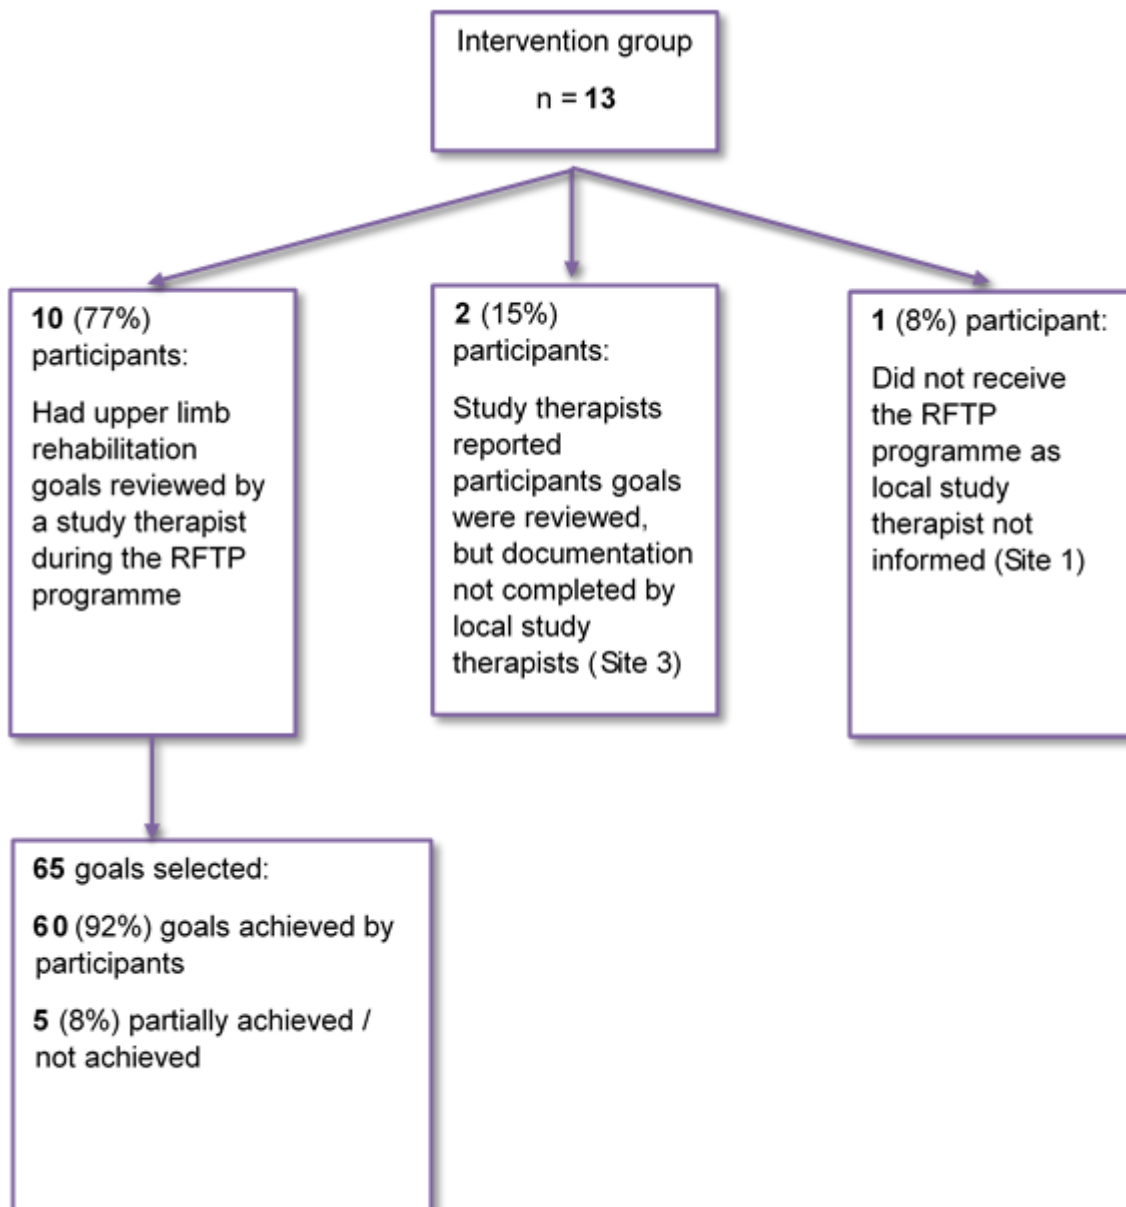 Intervention group
n = 13
10 (77%)
participants:
Had upper limb
rehabilitation
goals reviewed by
a study therapist
during the RFTP
programme
2 (15%)
participants:
Study therapists
reported
participants goals
were reviewed,
but documentation
not completed by
local study
therapists (Site 3)
1 (8%) participant:
Did not receive
the RFTP
programme as
local study
therapist not
informed (Site 1)
65 goals selected:
60 (92%) goals achieved by
participants
5 (8%) partially achieved /
not achieved